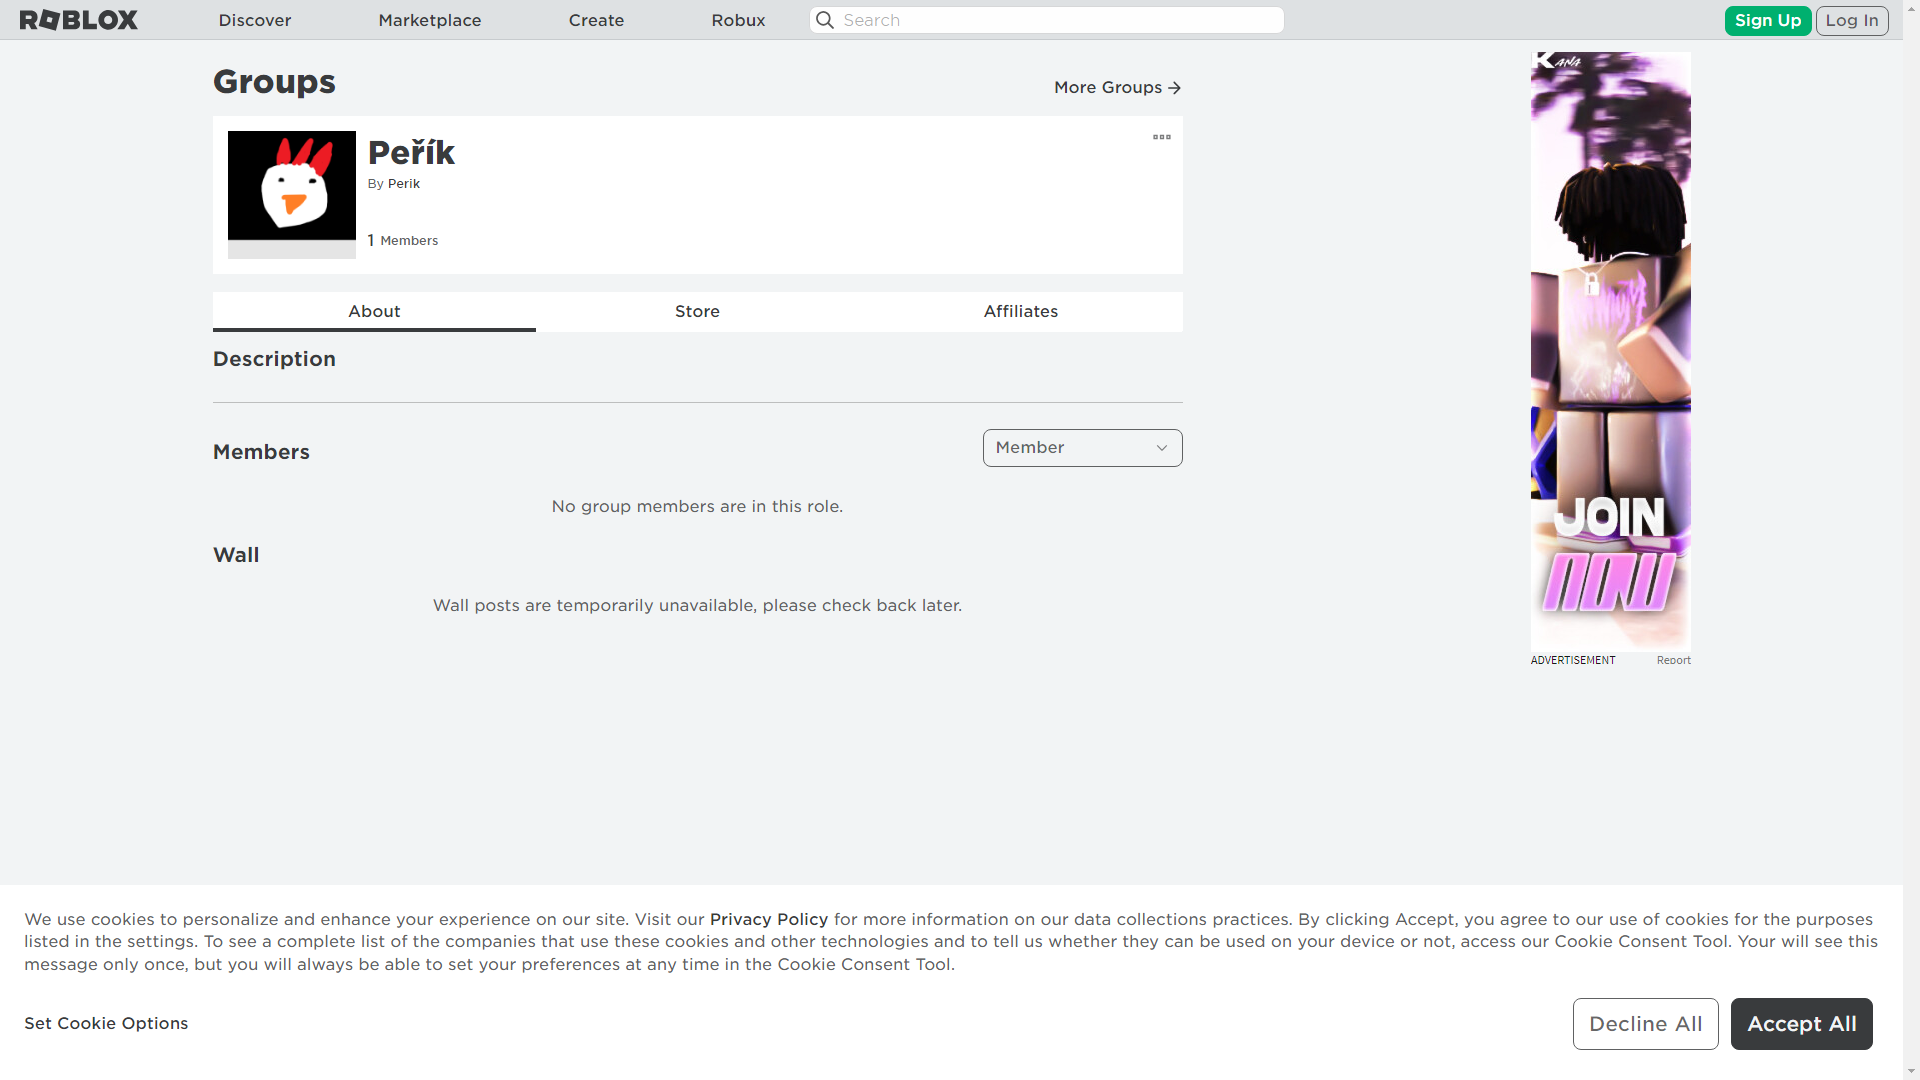 ROBLOX
Discover
Marketplace
Create
Robux
Search
Sign Up
Log In
Groups
More Groups
Peřík
By Perik
1 Members
About
Store
Affiliates
Description
Members
Member
No group members are in this role.
Wall
Wall posts are temporarily unavailable, please check back later.
KANA
JOIN
NOW
ADVERTISEMENT
Report
We use cookies to personalize and enhance your experience on our site. Visit our Privacy Policy for more information on our data collections practices. By clicking Accept, you agree to our use of cookies for the purposes
listed in the settings. To see a complete list of the companies that use these cookies and other technologies and to tell us whether they can be used on your device or not, access our Cookie Consent Tool. Your will see this
message only once, but you will always be able to set your preferences at any time in the Cookie Consent Tool.
Set Cookie Options
Decline All
Accept All